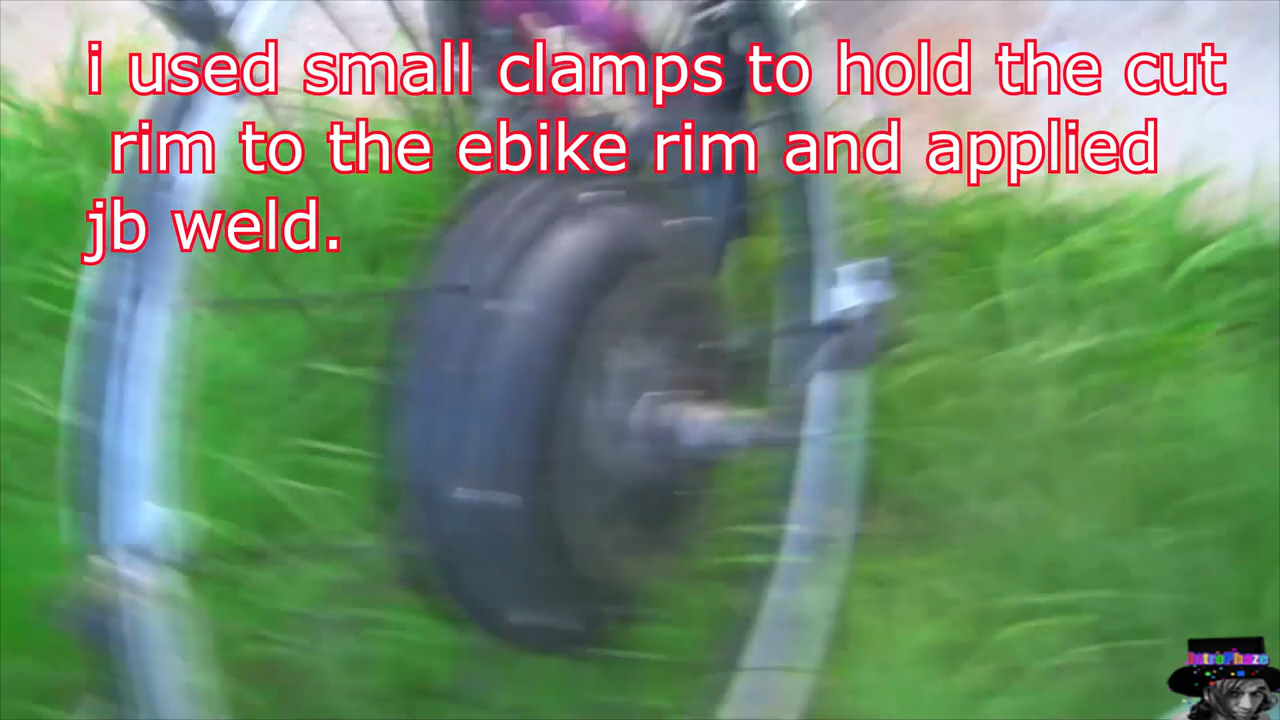 i used small clamps to hold the cut
rim to the ebike rim and applied
jb weld.